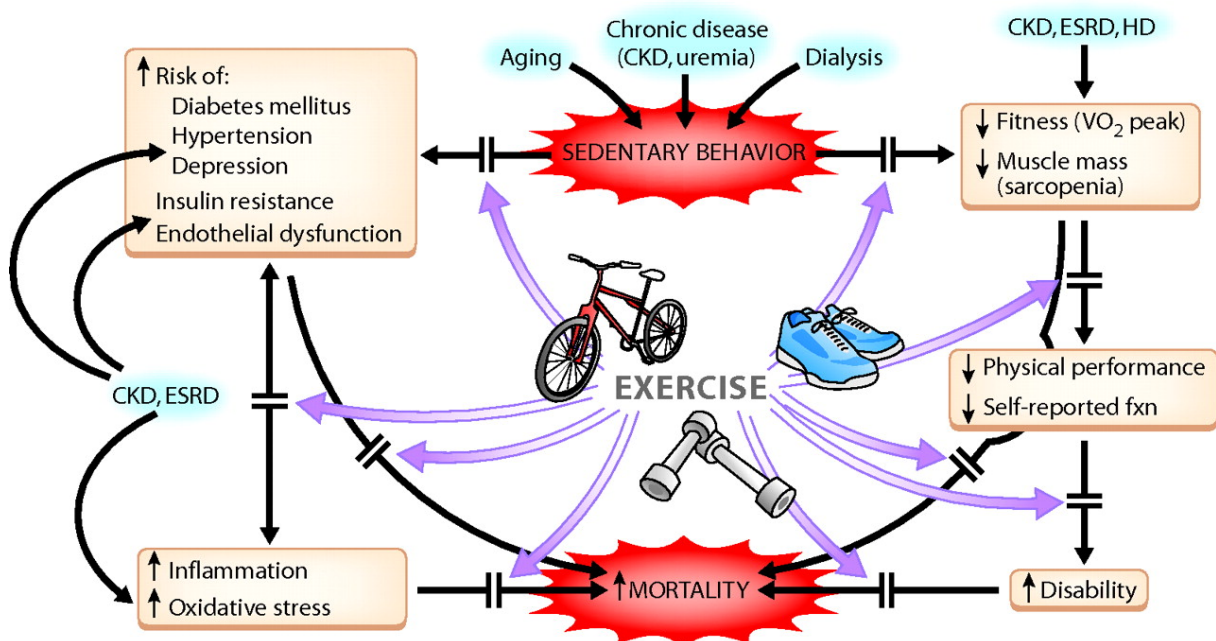 Aging
Chronic disease
(CKD, uremia)
Dialysis
CKD, ESRD, HD
↑ Risk of:
Diabetes mellitus
Hypertension
Depression
Insulin resistance
Endothelial dysfunction
SEDENTARY BEHAVIOR
↓ Fitness (VO₂ peak)
↓ Muscle mass
(sarcopenia)
CKD, ESRD
EXERCISE
↓ Physical performance
↓ Self-reported fxn
↑ Inflammation
↑ Oxidative stress
↑ MORTALITY
↑ Disability